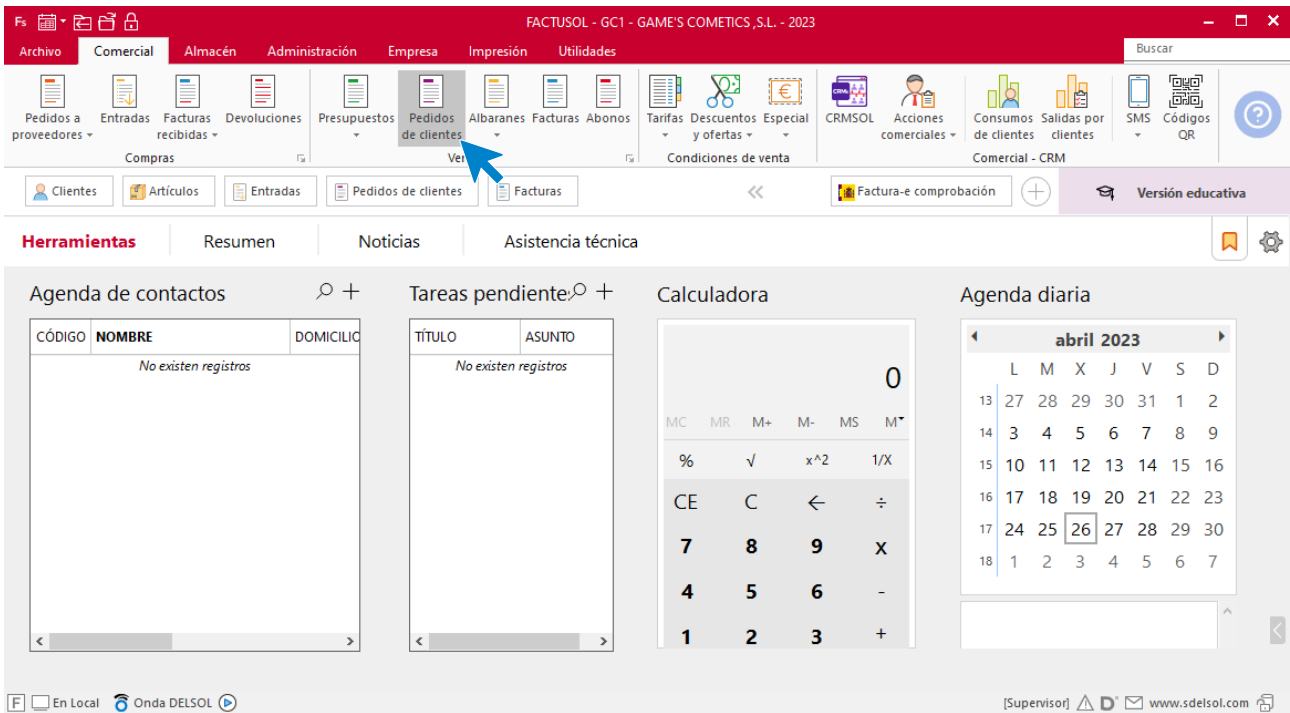 Fs FACTUSOL - GC1 - GAME'S COMETICS ,S.L. - 2023
Archivo Comercial Almacén Administración Empresa Impresión Utilidades Buscar
Pedidos a proveedores Entradas Facturas recibidas Devoluciones Presupuestos Pedidos de clientes Albaranes Facturas Abonos Tarifas Descuentos y ofertas Especial CRMSOL Acciones comerciales Consumos de clientes Salidas por clientes SMS Códigos QR
Compras Condiciones de venta Comercial - CRM
Clientes Artículos Entradas Pedidos de clientes Facturas Factura-e comprobación Versión educativa
Herramientas Resumen Noticias Asistencia técnica
Agenda de contactos
CÓDIGO NOMBRE DOMICILIO
No existen registros
Tareas pendiente
TÍTULO ASUNTO
No existen registros
Calculadora
0
MC MR M+ M- MS M
% √ x^2 1/X
CE C ← ÷
7 8 9 x
4 5 6 -
1 2 3 +
Agenda diaria
abril 2023
L M X J V S D
13 27 28 29 30 31 1 2
14 3 4 5 6 7 8 9
15 10 11 12 13 14 15 16
16 17 18 19 20 21 22 23
17 24 25 26 27 28 29 30
18 1 2 3 4 5 6 7
F En Local Onda DELSOL [Supervisor] D www.sdelsol.com